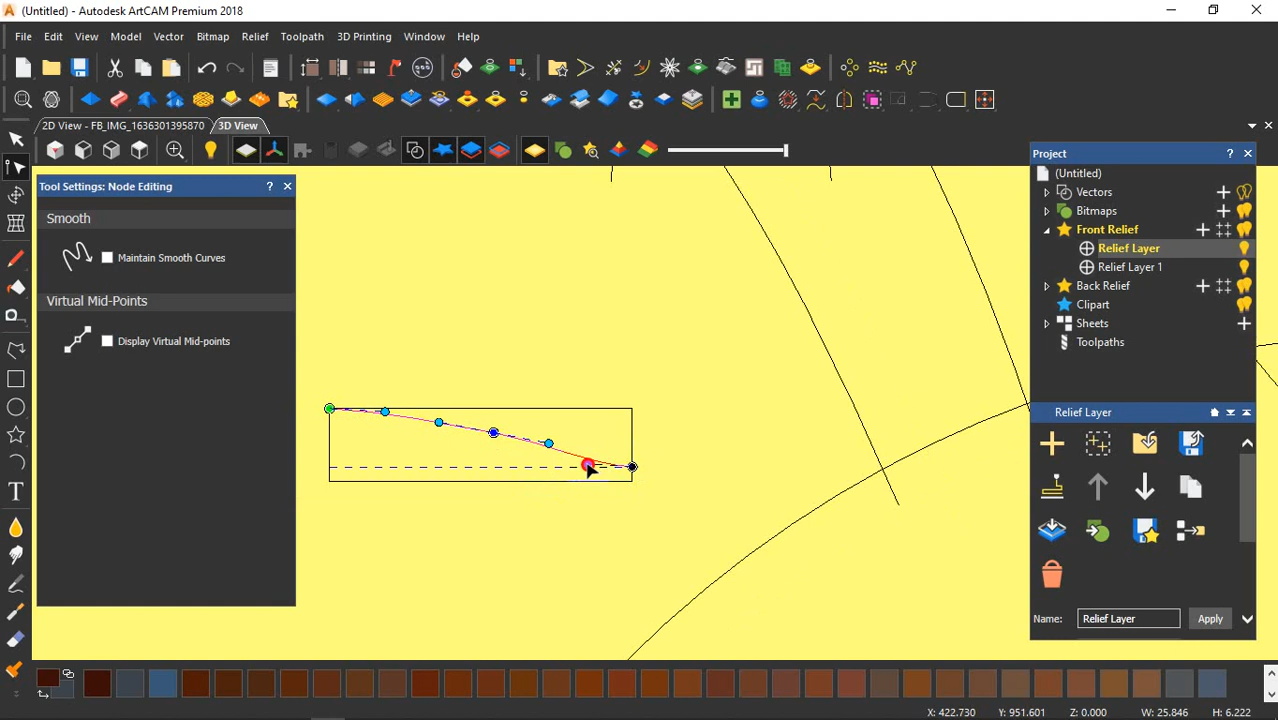 (Untitled) - Autodesk ArtCAM Premium 2018
File Edit View Model Vector Bitmap Relief Toolpath 3D Printing Window Help
2D View - FB_IMG_1636301395870 3D View
Tool Settings: Node Editing ?
Smooth
Maintain Smooth Curves
Virtual Mid-Points
Display Virtual Mid-points
Project ?
(Untitled)
Vectors
Bitmaps
Front Relief
Relief Layer
Relief Layer 1
Back Relief
Clipart
Sheets
Toolpaths
Relief Layer
Name: Relief Layer Apply
X: 422.730 Y: 951.601 Z: 0.000 W: 25.846 H: 6.222